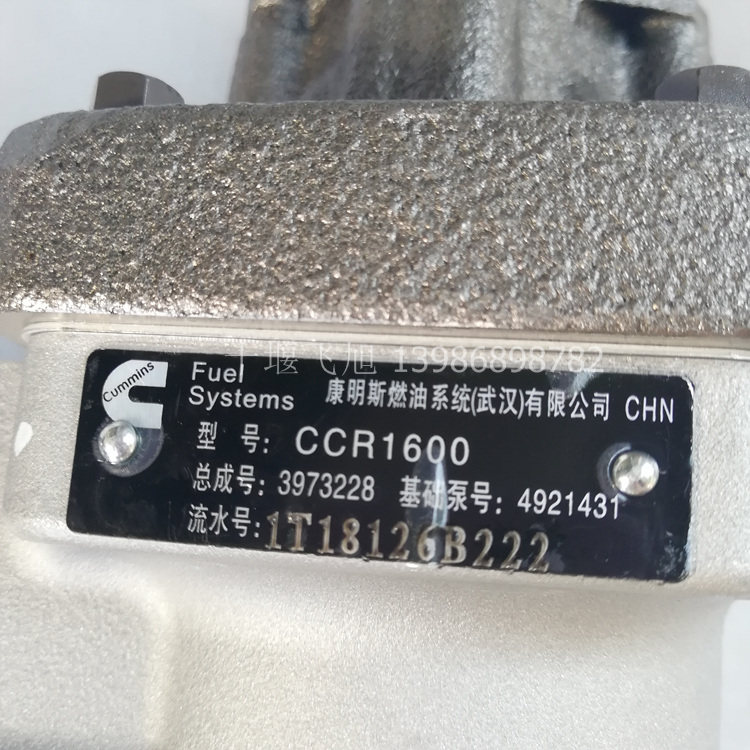 十堰飞旭 13986898782
Cummins
Fuel
Systems
康明斯燃油系统(武汉)有限公司 CHN
型 号: CCR1600
总成号: 3973228 基础泵号: 4921431
流水号: 1T18126B222